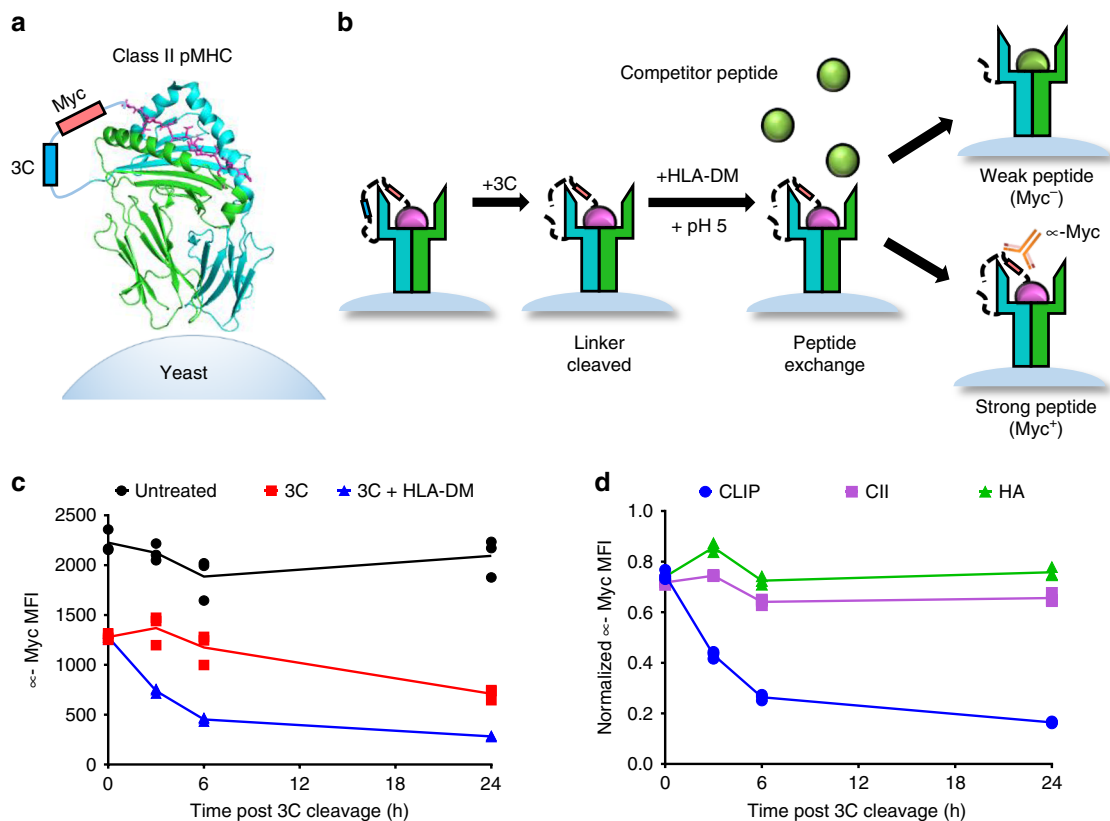 a
Class II pMHC
Myc
3C
Yeast
b
Competitor peptide
+3C
+HLA-DM
+ pH 5
Linker
cleaved
Peptide
exchange
Weak peptide
(Myc⁻)
∝-Myc
Strong peptide
(Myc⁺)
c
Untreated 3C 3C + HLA-DM
∝- Myc MFI
2500
2000
1500
1000
500
0
0 6 12 18 24
Time post 3C cleavage (h)
d
CLIP CII HA
Normalized ∝- Myc MFI
1.0
0.8
0.6
0.4
0.2
0.0
0 6 12 18 24
Time post 3C cleavage (h)